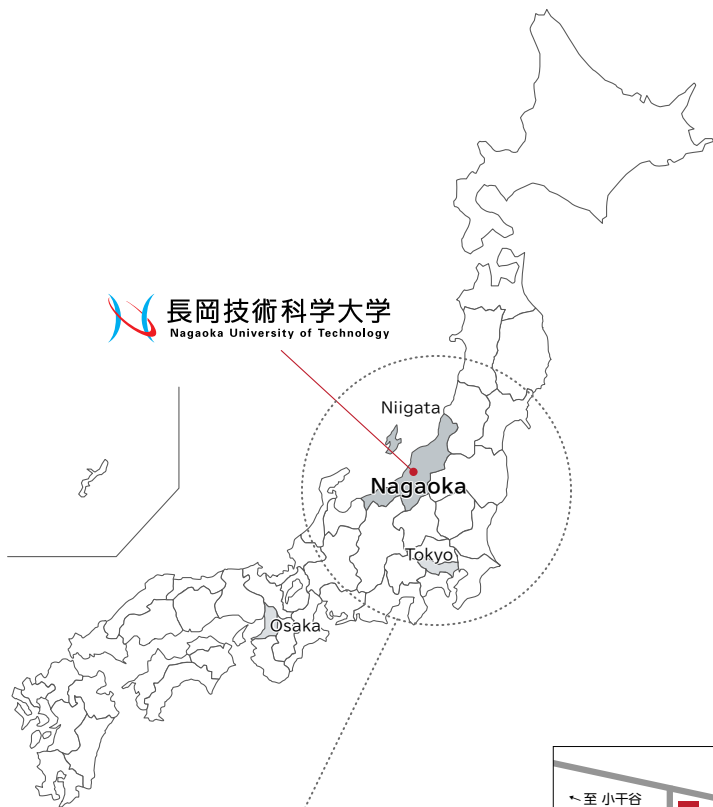 長岡技術科学大学
Nagaoka University of Technology
Niigata
Nagaoka
Tokyo
Osaka
←至 小千谷